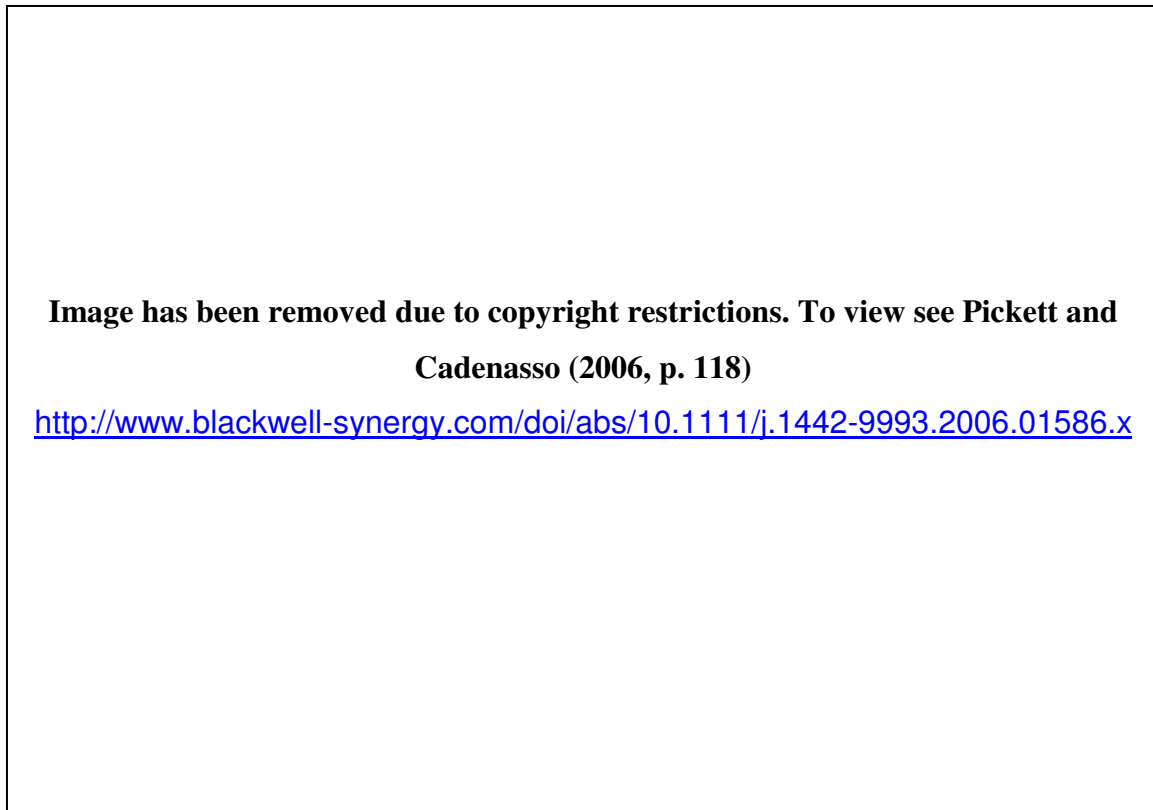 Image has been removed due to copyright restrictions. To view see Pickett and
Cadenasso (2006, p. 118)
http://www.blackwell-synergy.com/doi/abs/10.1111/j.1442-9993.2006.01586.x